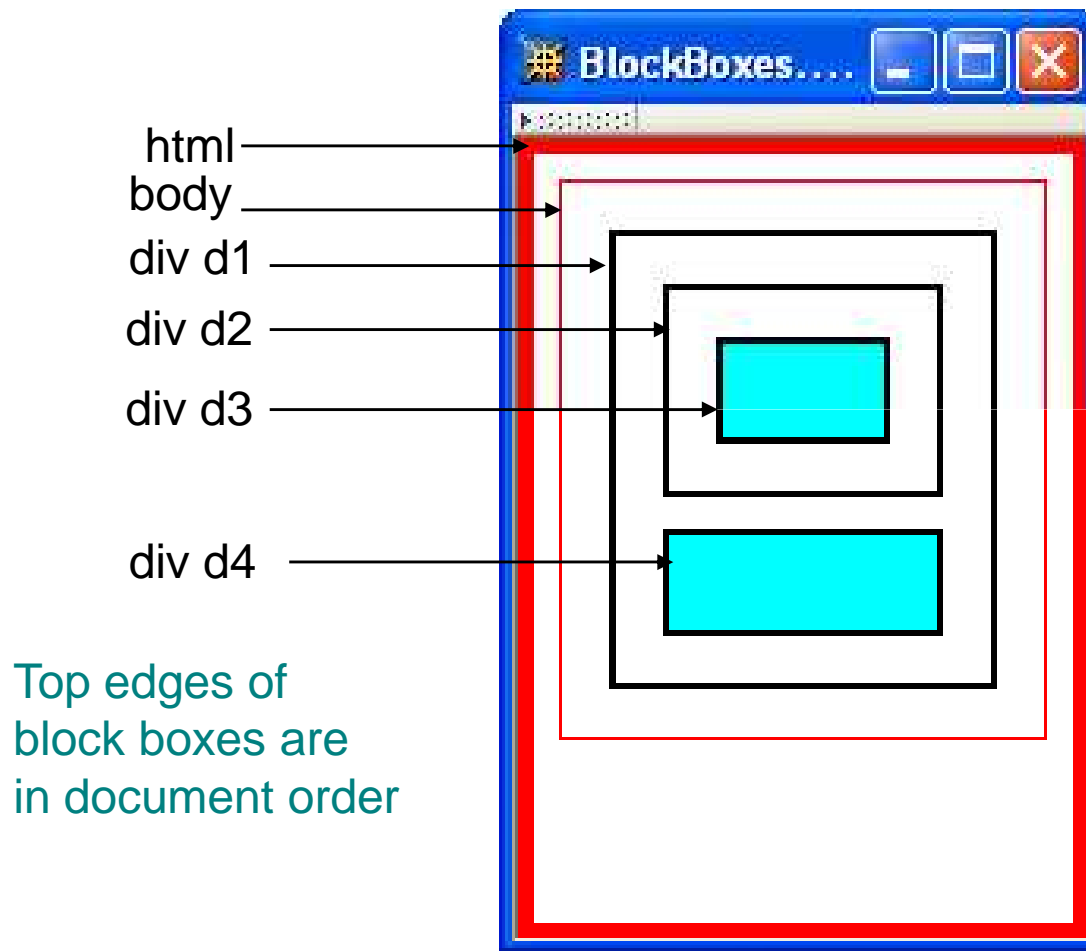 BlockBoxes....
html
body
div d1
div d2
div d3
div d4
Top edges of
block boxes are
in document order